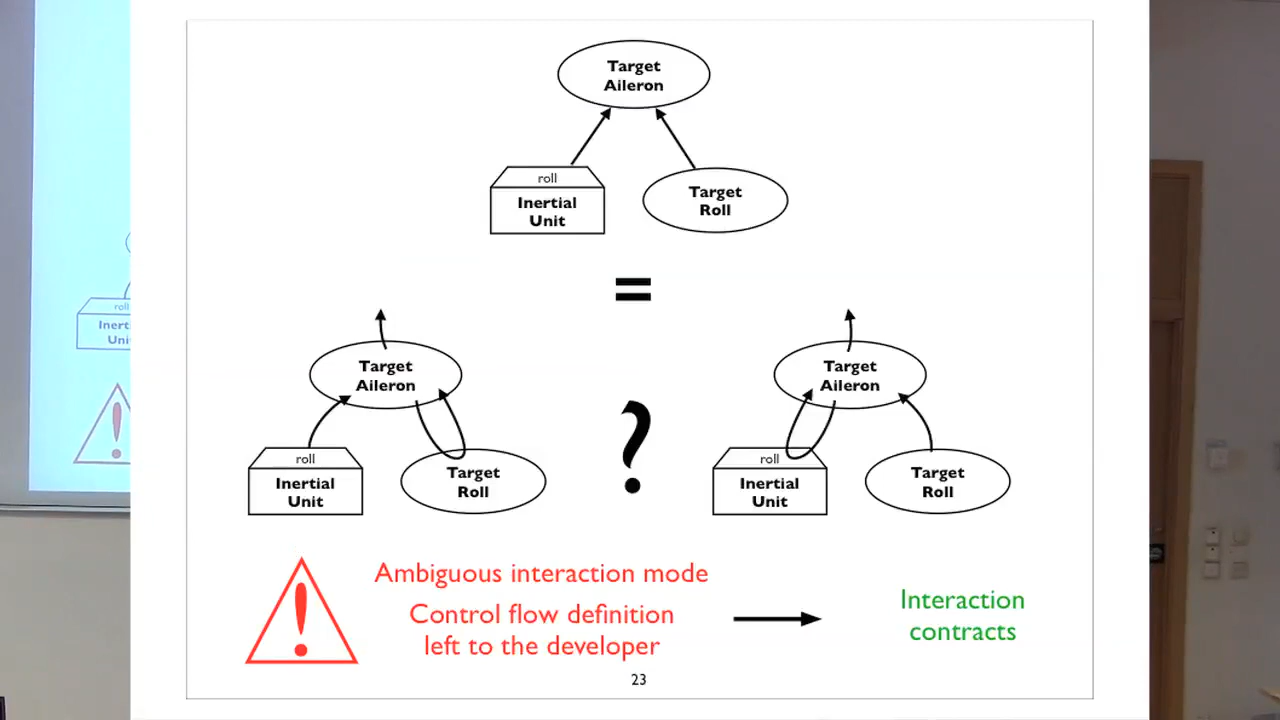 Target
Aileron
roll
Inertial
Unit
Target
Roll
=
Target
Aileron
roll
Inertial
Unit
Target
Roll
?
Target
Aileron
roll
Inertial
Unit
Target
Roll
Ambiguous interaction mode
Control flow definition
left to the developer
Interaction
contracts
23
roll